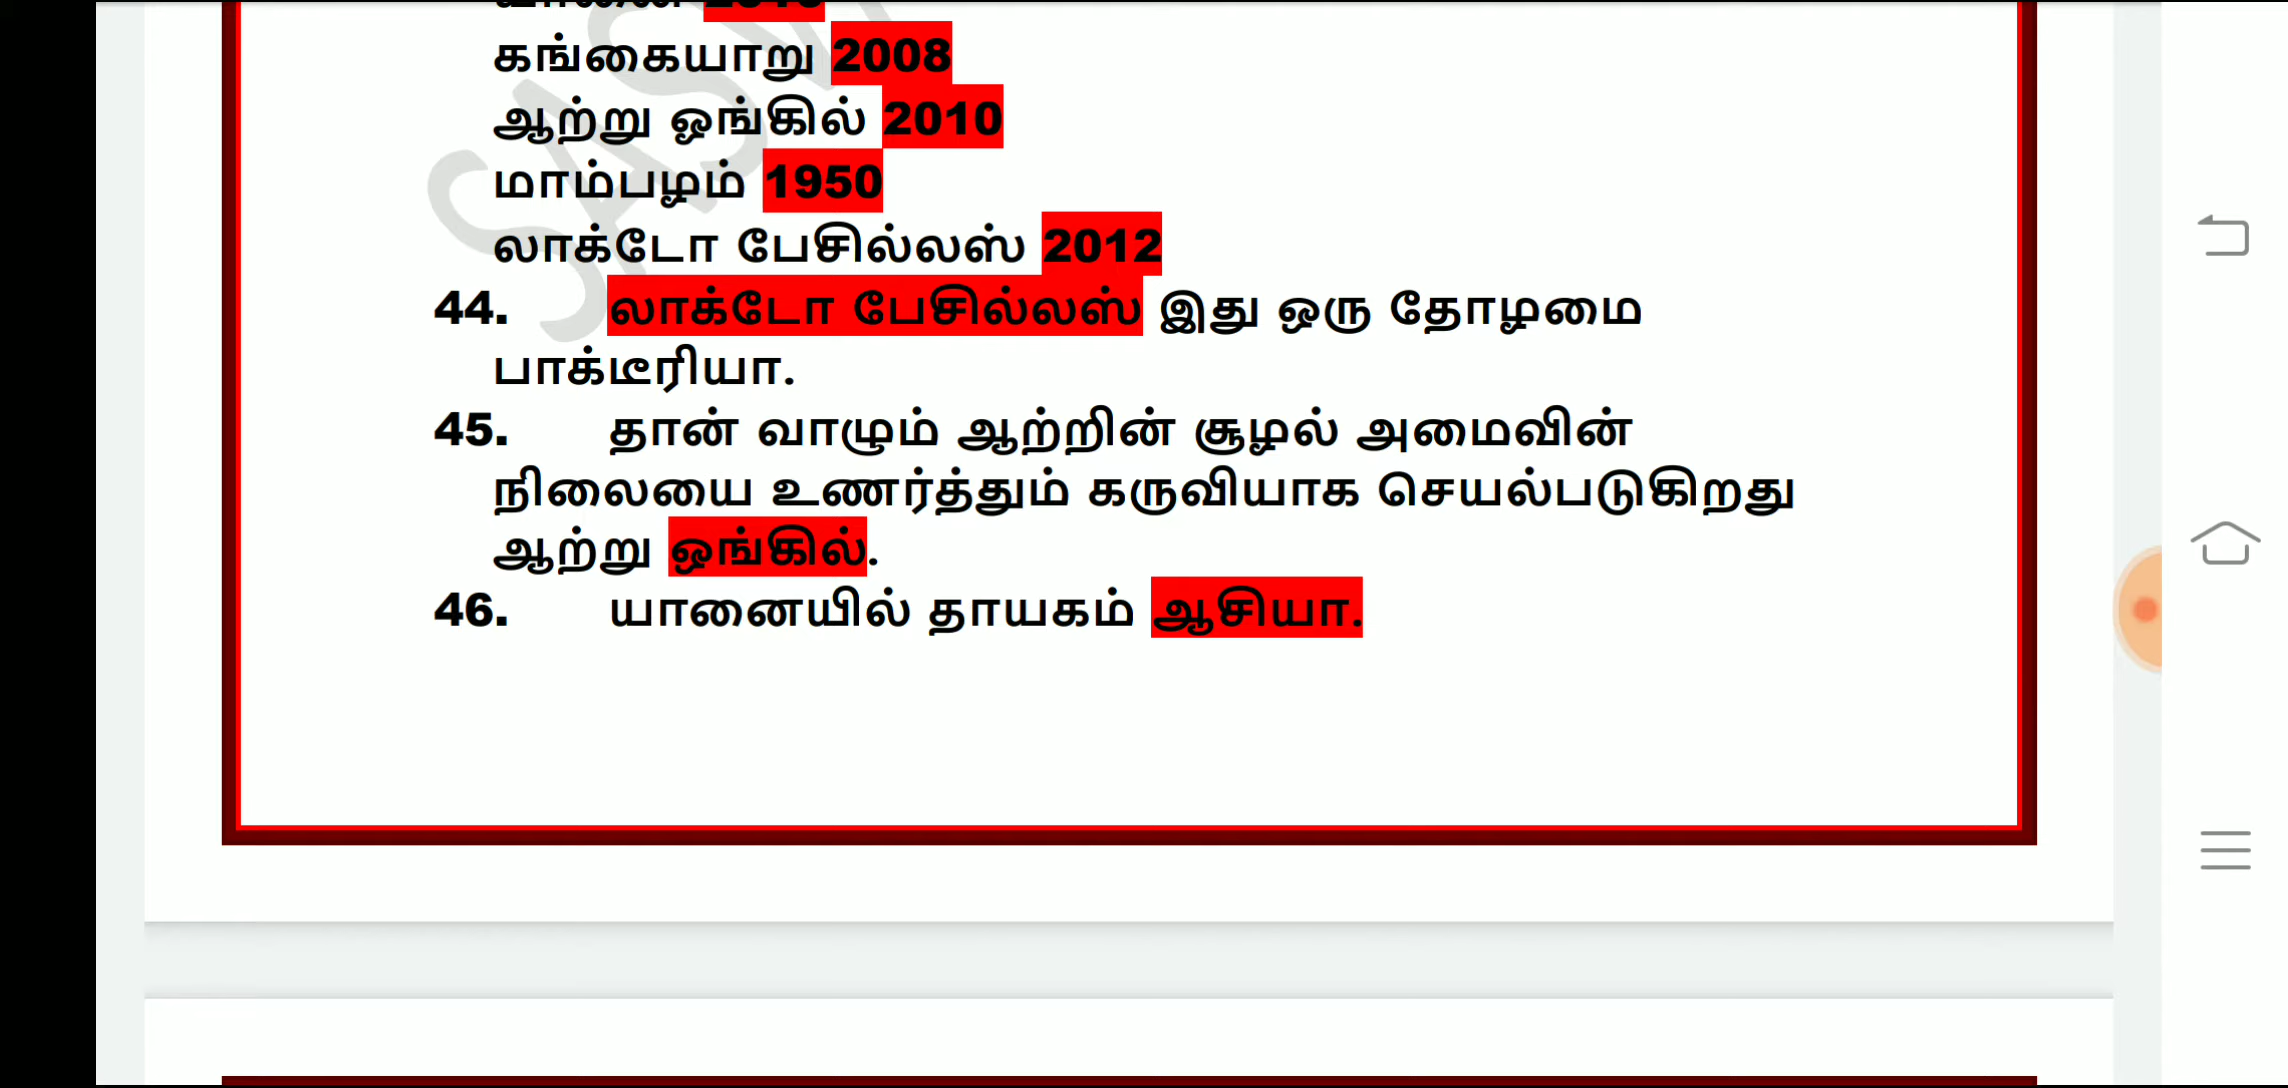 கங்கையாறு 2008
ஆற்று ஓங்கில் 2010
மாம்பழம் 1950
லாக்டோ பேசில்லஸ் 2012
44. லாக்டோ பேசில்லஸ் இது ஒரு தோழமை
பாக்டீரியா.
45. தான் வாழும் ஆற்றின் சூழல் அமைவின்
நிலையை உணர்த்தும் கருவியாக செயல்படுகிறது
ஆற்று ஓங்கில்.
46. யானையில் தாயகம் ஆசியா.